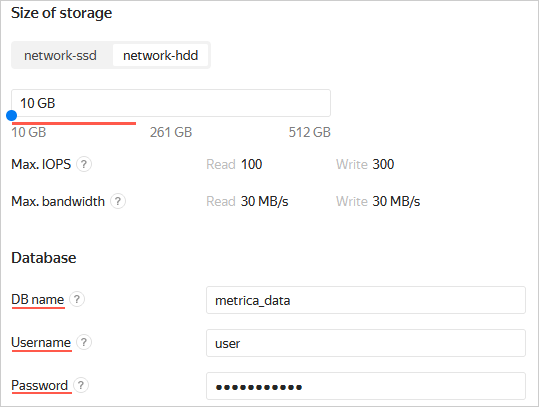 Size of storage
network-ssd network-hdd
10 GB
10 GB 261 GB 512 GB
Max. IOPS ? Read 100 Write 300
Max. bandwidth ? Read 30 MB/s Write 30 MB/s
Database
DB name ? metrica_data
Username ? user
Password ? •••••••••••